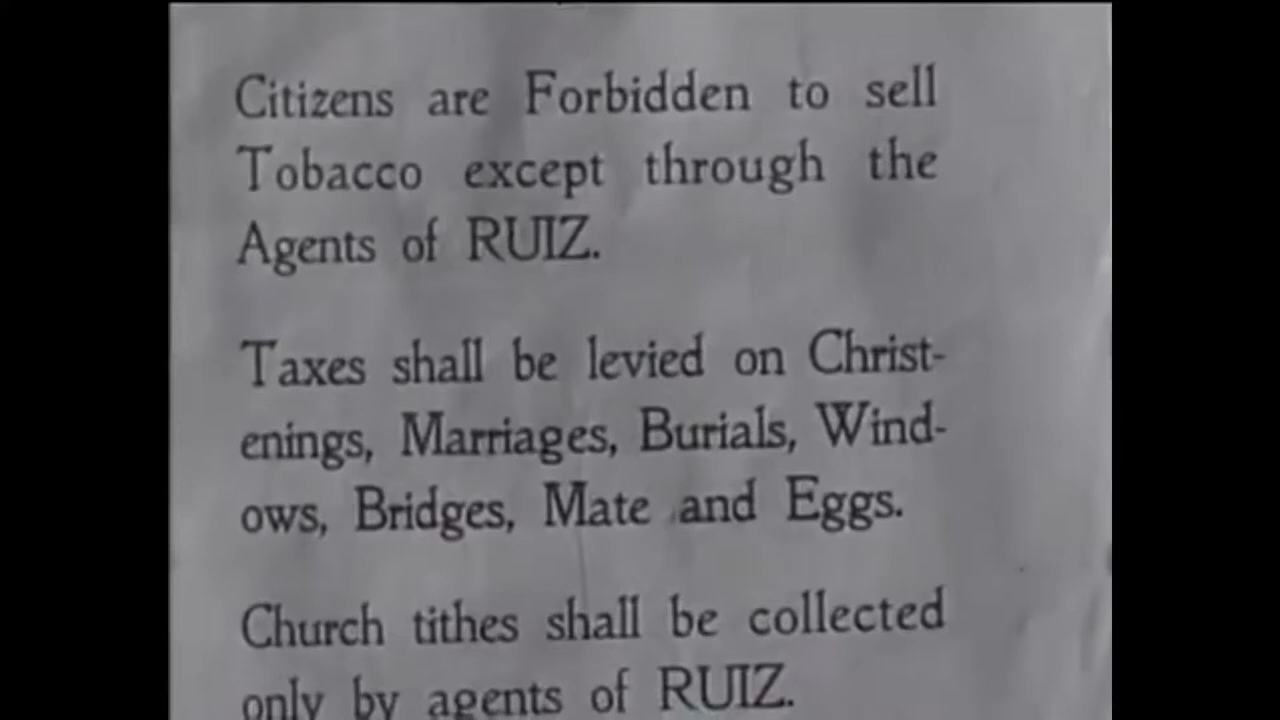 Citizens are Forbidden to sell
Tobacco except through the
Agents of RUIZ.
Taxes shall be levied on Christ-
enings, Marriages, Burials, Wind-
ows, Bridges, Mate and Eggs.
Church tithes shall be collected
only by agents of RUIZ.